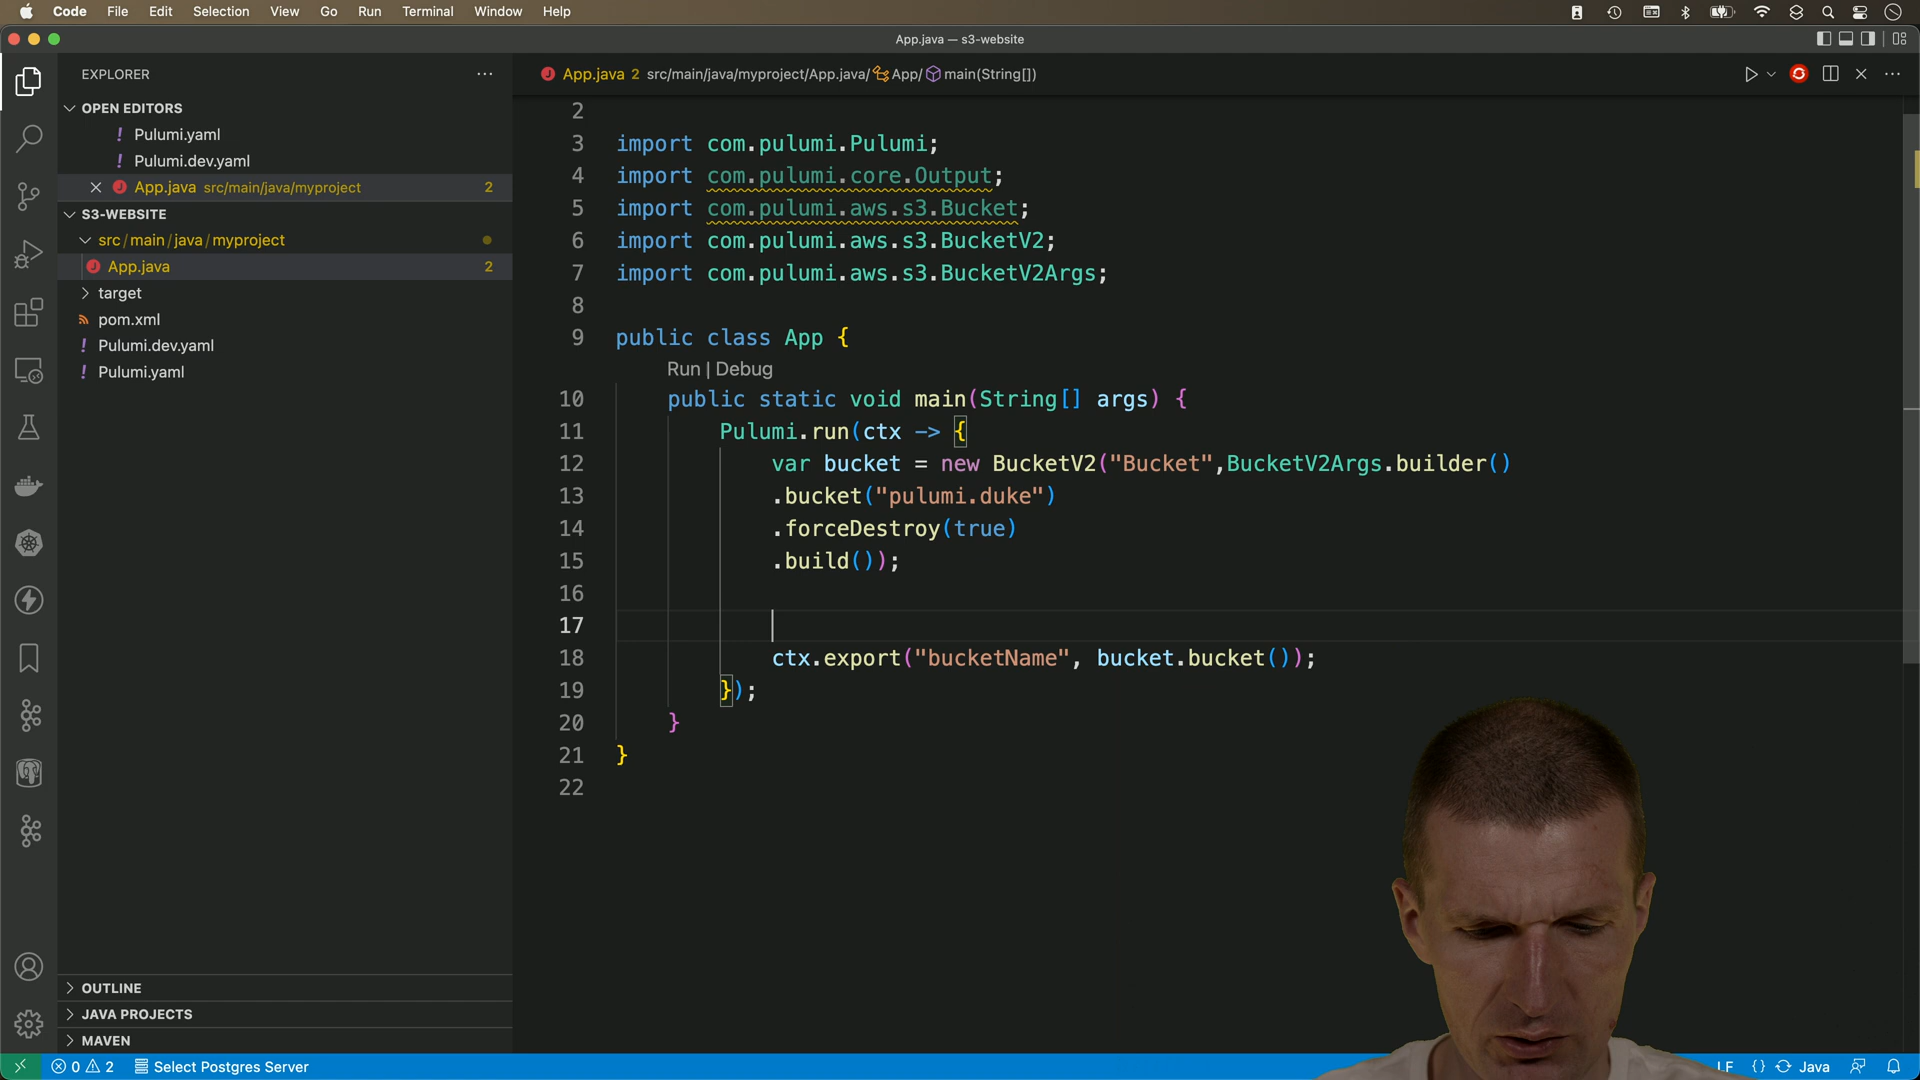 Code File Edit Selection View Go Run Terminal Window Help
App.java — s3-website
EXPLORER
OPEN EDITORS
! Pulumi.yaml
! Pulumi.dev.yaml
App.java src/main/java/myproject 2
S3-WEBSITE
src/main/java/myproject
App.java 2
target
pom.xml
! Pulumi.dev.yaml
! Pulumi.yaml
OUTLINE
JAVA PROJECTS
MAVEN
App.java 2 src/main/java/myproject/App.java/ App/ main(String[])
2
3 import com.pulumi.Pulumi;
4 import com.pulumi.core.Output;
5 import com.pulumi.aws.s3.Bucket;
6 import com.pulumi.aws.s3.BucketV2;
7 import com.pulumi.aws.s3.BucketV2Args;
8
9 public class App {
Run | Debug
10 public static void main(String[] args) {
11 Pulumi.run(ctx -> {
12 var bucket = new BucketV2("Bucket",BucketV2Args.builder()
13 .bucket("pulumi.duke")
14 .forceDestroy(true)
15 .build());
16
17
18 ctx.export("bucketName", bucket.bucket());
19 });
20 }
21 }
22
0 2 Select Postgres Server LF {} Java